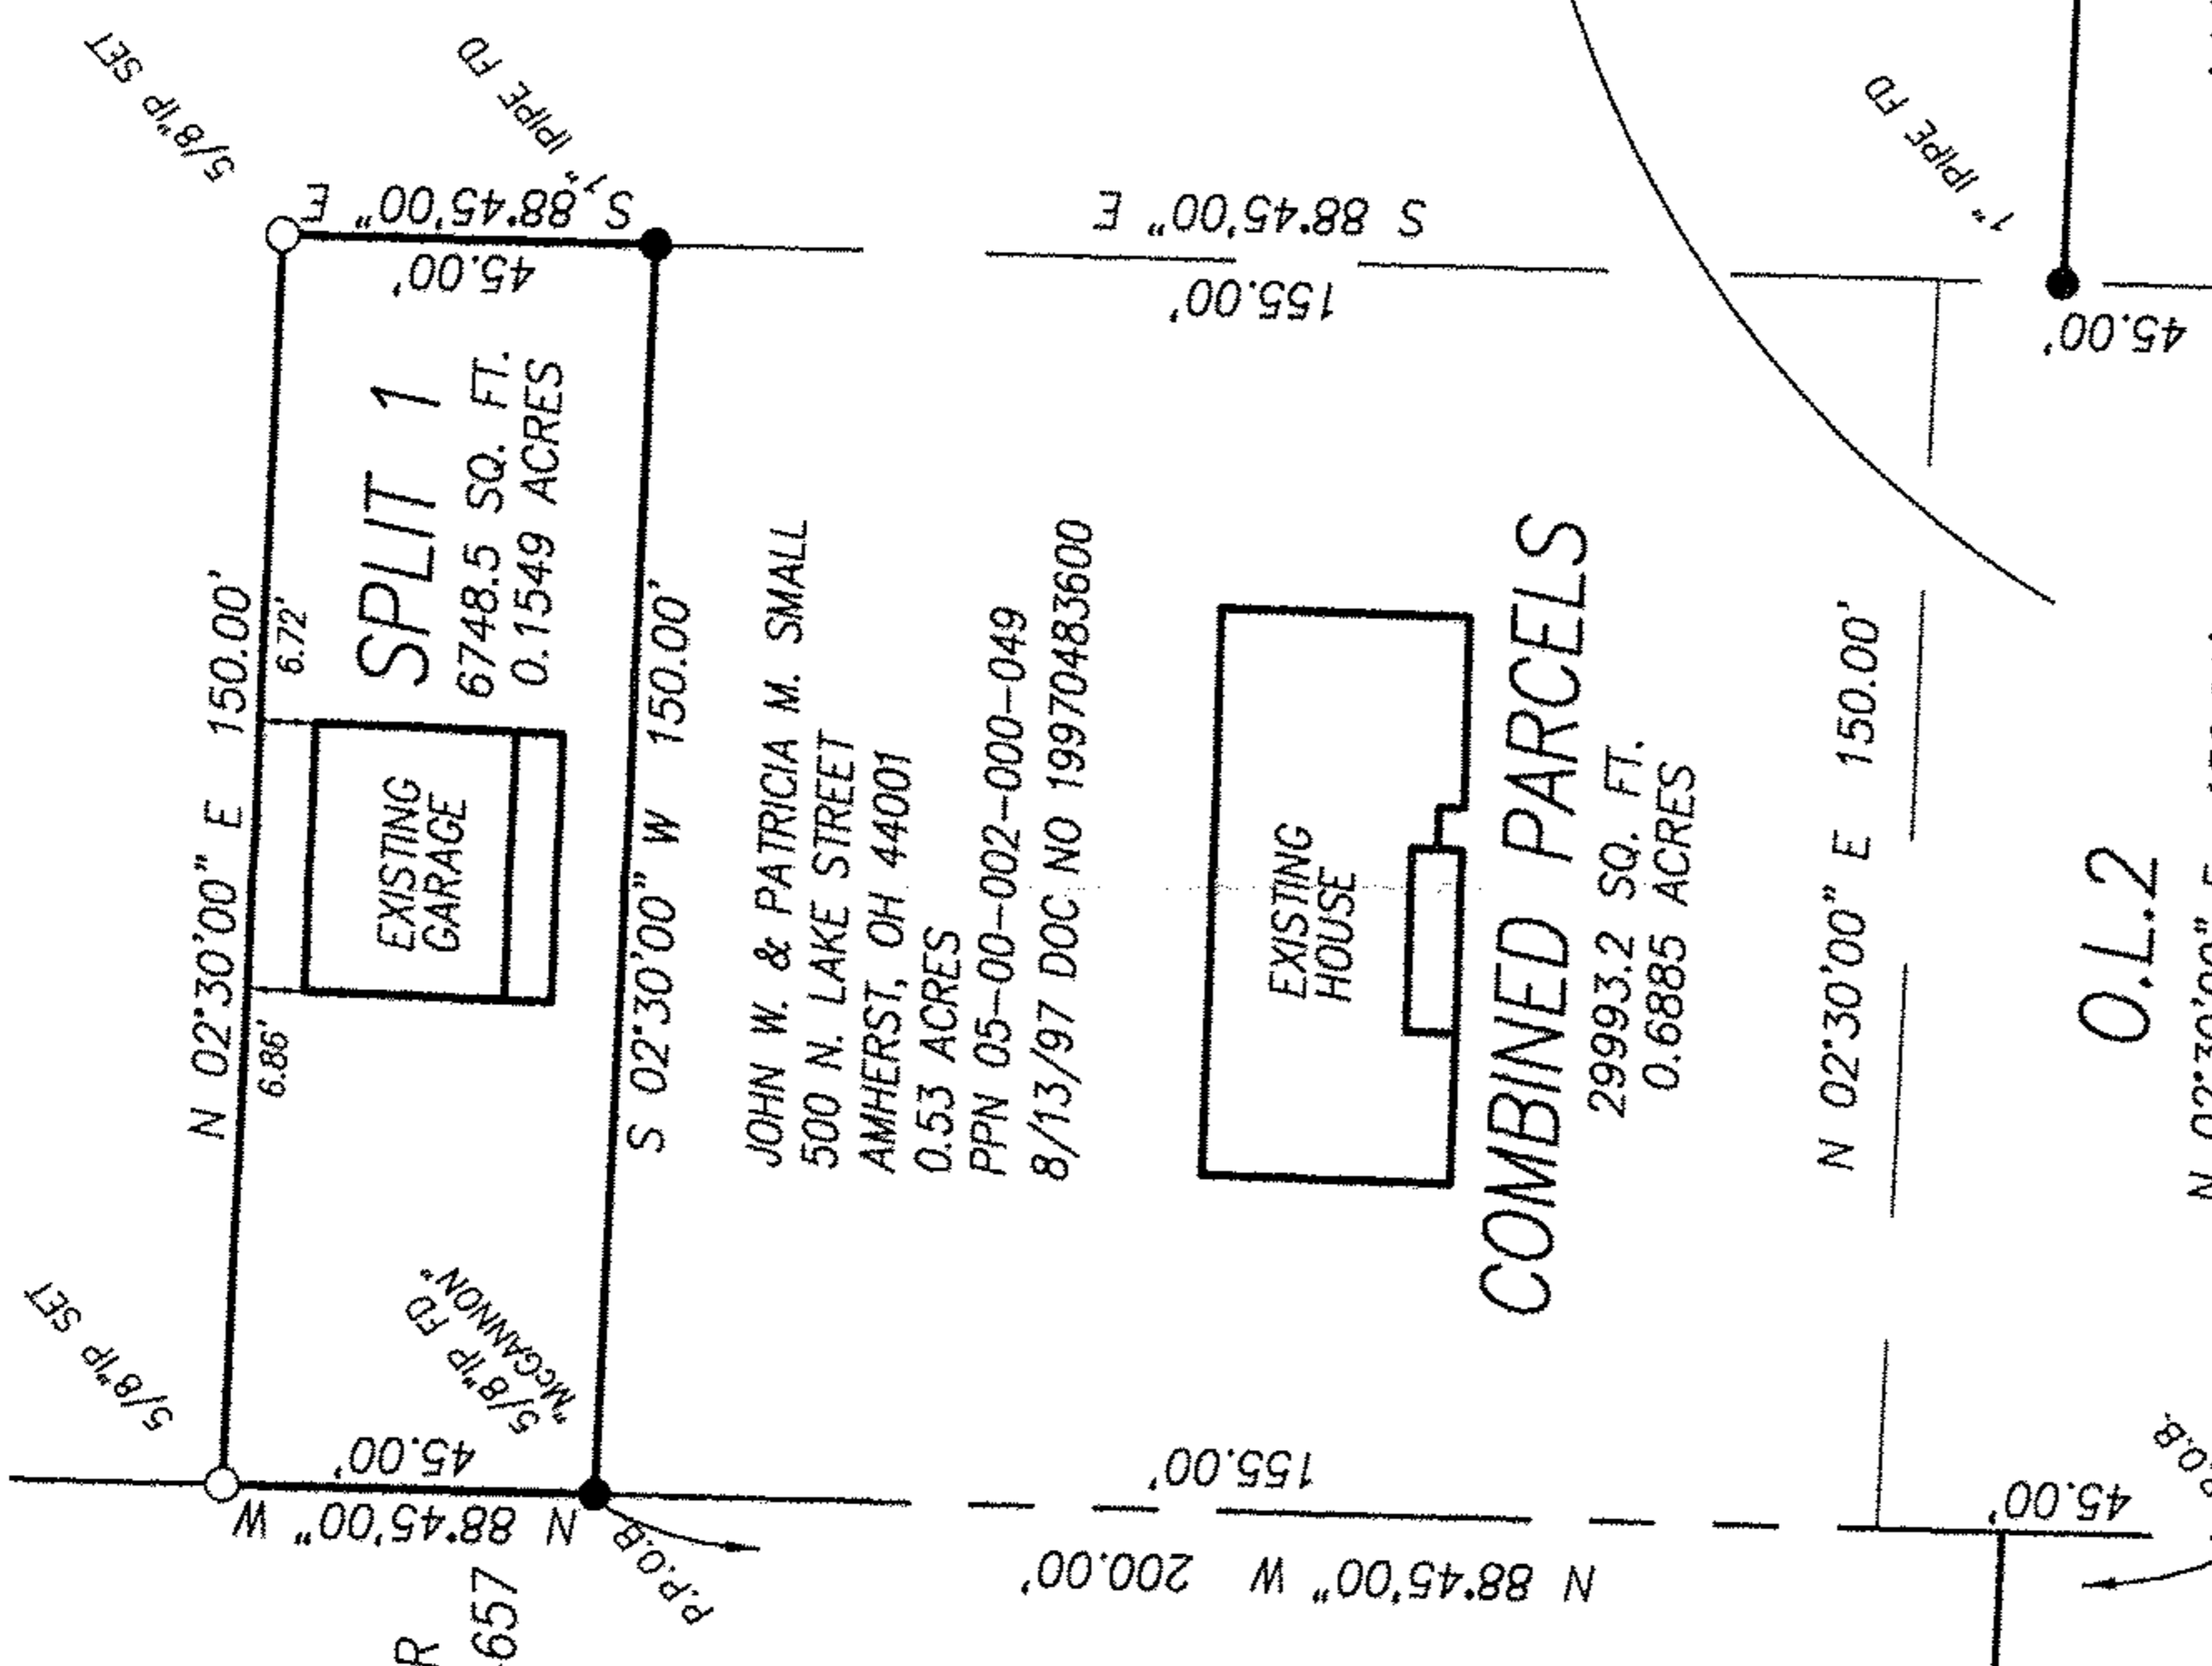 5/8"IP SET
1" IPIPE FD
S 88°45'00" E
45.00'
N 02°30'00" E 150.00'
6.72'
6.86'
SPLIT 1
6748.5 SQ. FT.
0.1549 ACRES
EXISTING
GARAGE
S 02°30'00" W 150.00'
5/8"IP SET
5/8"IP FD
"McGANNON"
45.00'
N 88°45'00" W
R
657
P.P.O.B.
JOHN W. & PATRICIA M. SMALL
500 N. LAKE STREET
AMHERST, OH 44001
0.53 ACRES
PPN 05-00-002-000-049
8/13/97 DOC NO 19970483600
S 88°45'00" E
155.00'
EXISTING
HOUSE
COMBINED PARCELS
29993.2 SQ. FT.
0.6885 ACRES
155.00'
N 88°45'00" W 200.00'
N 02°30'00" E 150.00'
1" IPIPE FD
45.00'
O.L.2
45.00'
N 02°30'00" E